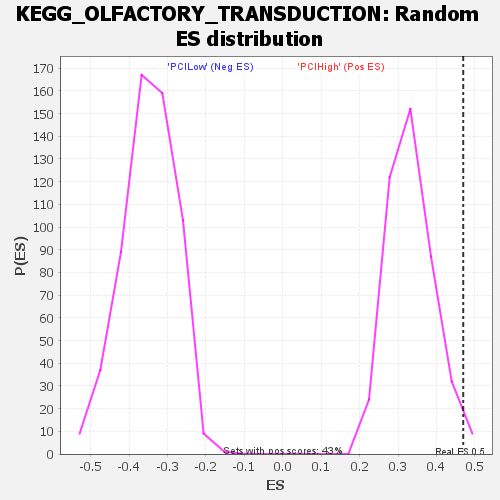 KEGG_OLFACTORY_TRANSDUCTION: Random
ES distribution
'PCILow' (Neg ES) 'PCIHigh' (Pos ES)
170
160
150
140
130
120
110
100
90
80
70
60
50
40
30
20
10
0
P(ES)
Sets with pos scores: 43% Real ES 0.5
-0.5 -0.4 -0.3 -0.2 -0.1 0.0 0.1 0.2 0.3 0.4 0.5
ES